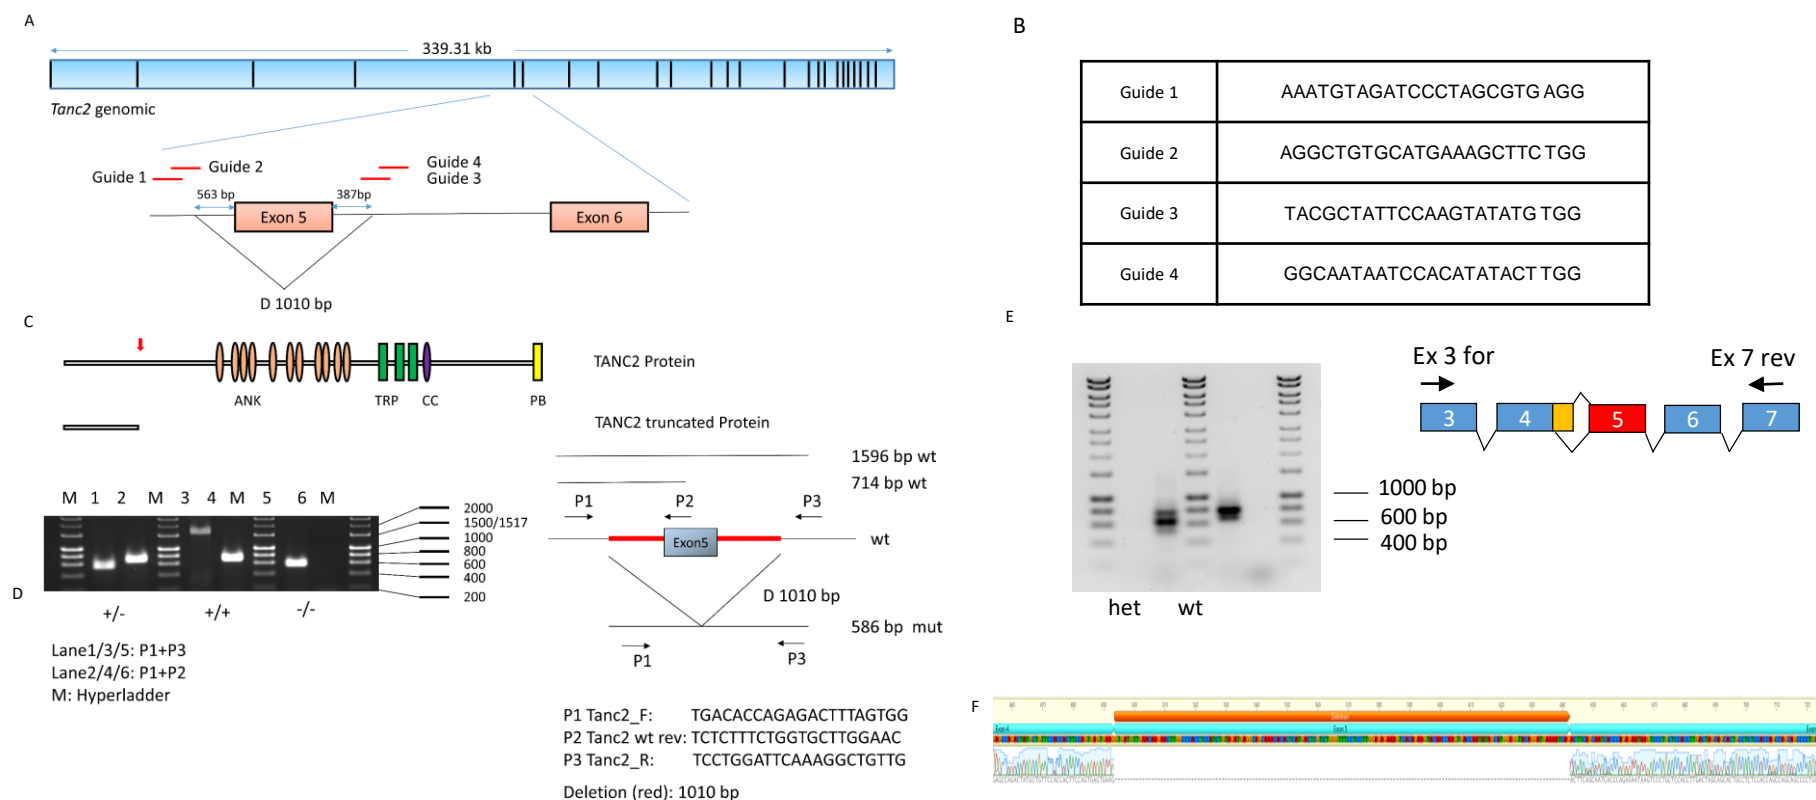 A
339.31 kb
Tanc2 genomic
Guide 1
Guide 2
Guide 4
Guide 3
563 bp
387bp
Exon 5
Exon 6
D 1010 bp
B
Guide 1 AAATGTAGATCCCTAGCGTG AGG
Guide 2 AGGCTGTGCATGAAAGCTTC TGG
Guide 3 TACGCTATTCCAAGTATATG TGG
Guide 4 GGCAATAATCCACATATACT TGG
C
ANK
TRP
CC
PB
TANC2 Protein
TANC2 truncated Protein
D
M 1 2 M 3 4 M 5 6 M
2000
1500/1517
1000
800
600
400
200
+/- +/+ -/-
Lane1/3/5: P1+P3
Lane2/4/6: P1+P2
M: Hyperladder
1596 bp wt
714 bp wt
P1 P2 P3
Exon5
wt
D 1010 bp
586 bp mut
P1 P3
P1 Tanc2_F: TGACACCAGAGACTTTAGTGG
P2 Tanc2 wt rev: TCTCTTTCTGGTGCTTGGAAC
P3 Tanc2_R: TCCTGGATTCAAAGGCTGTTG
Deletion (red): 1010 bp
E
het wt
1000 bp
600 bp
400 bp
Ex 3 for
Ex 7 rev
3 4 5 6 7
F
Deletion
Exon 4
Exon 5